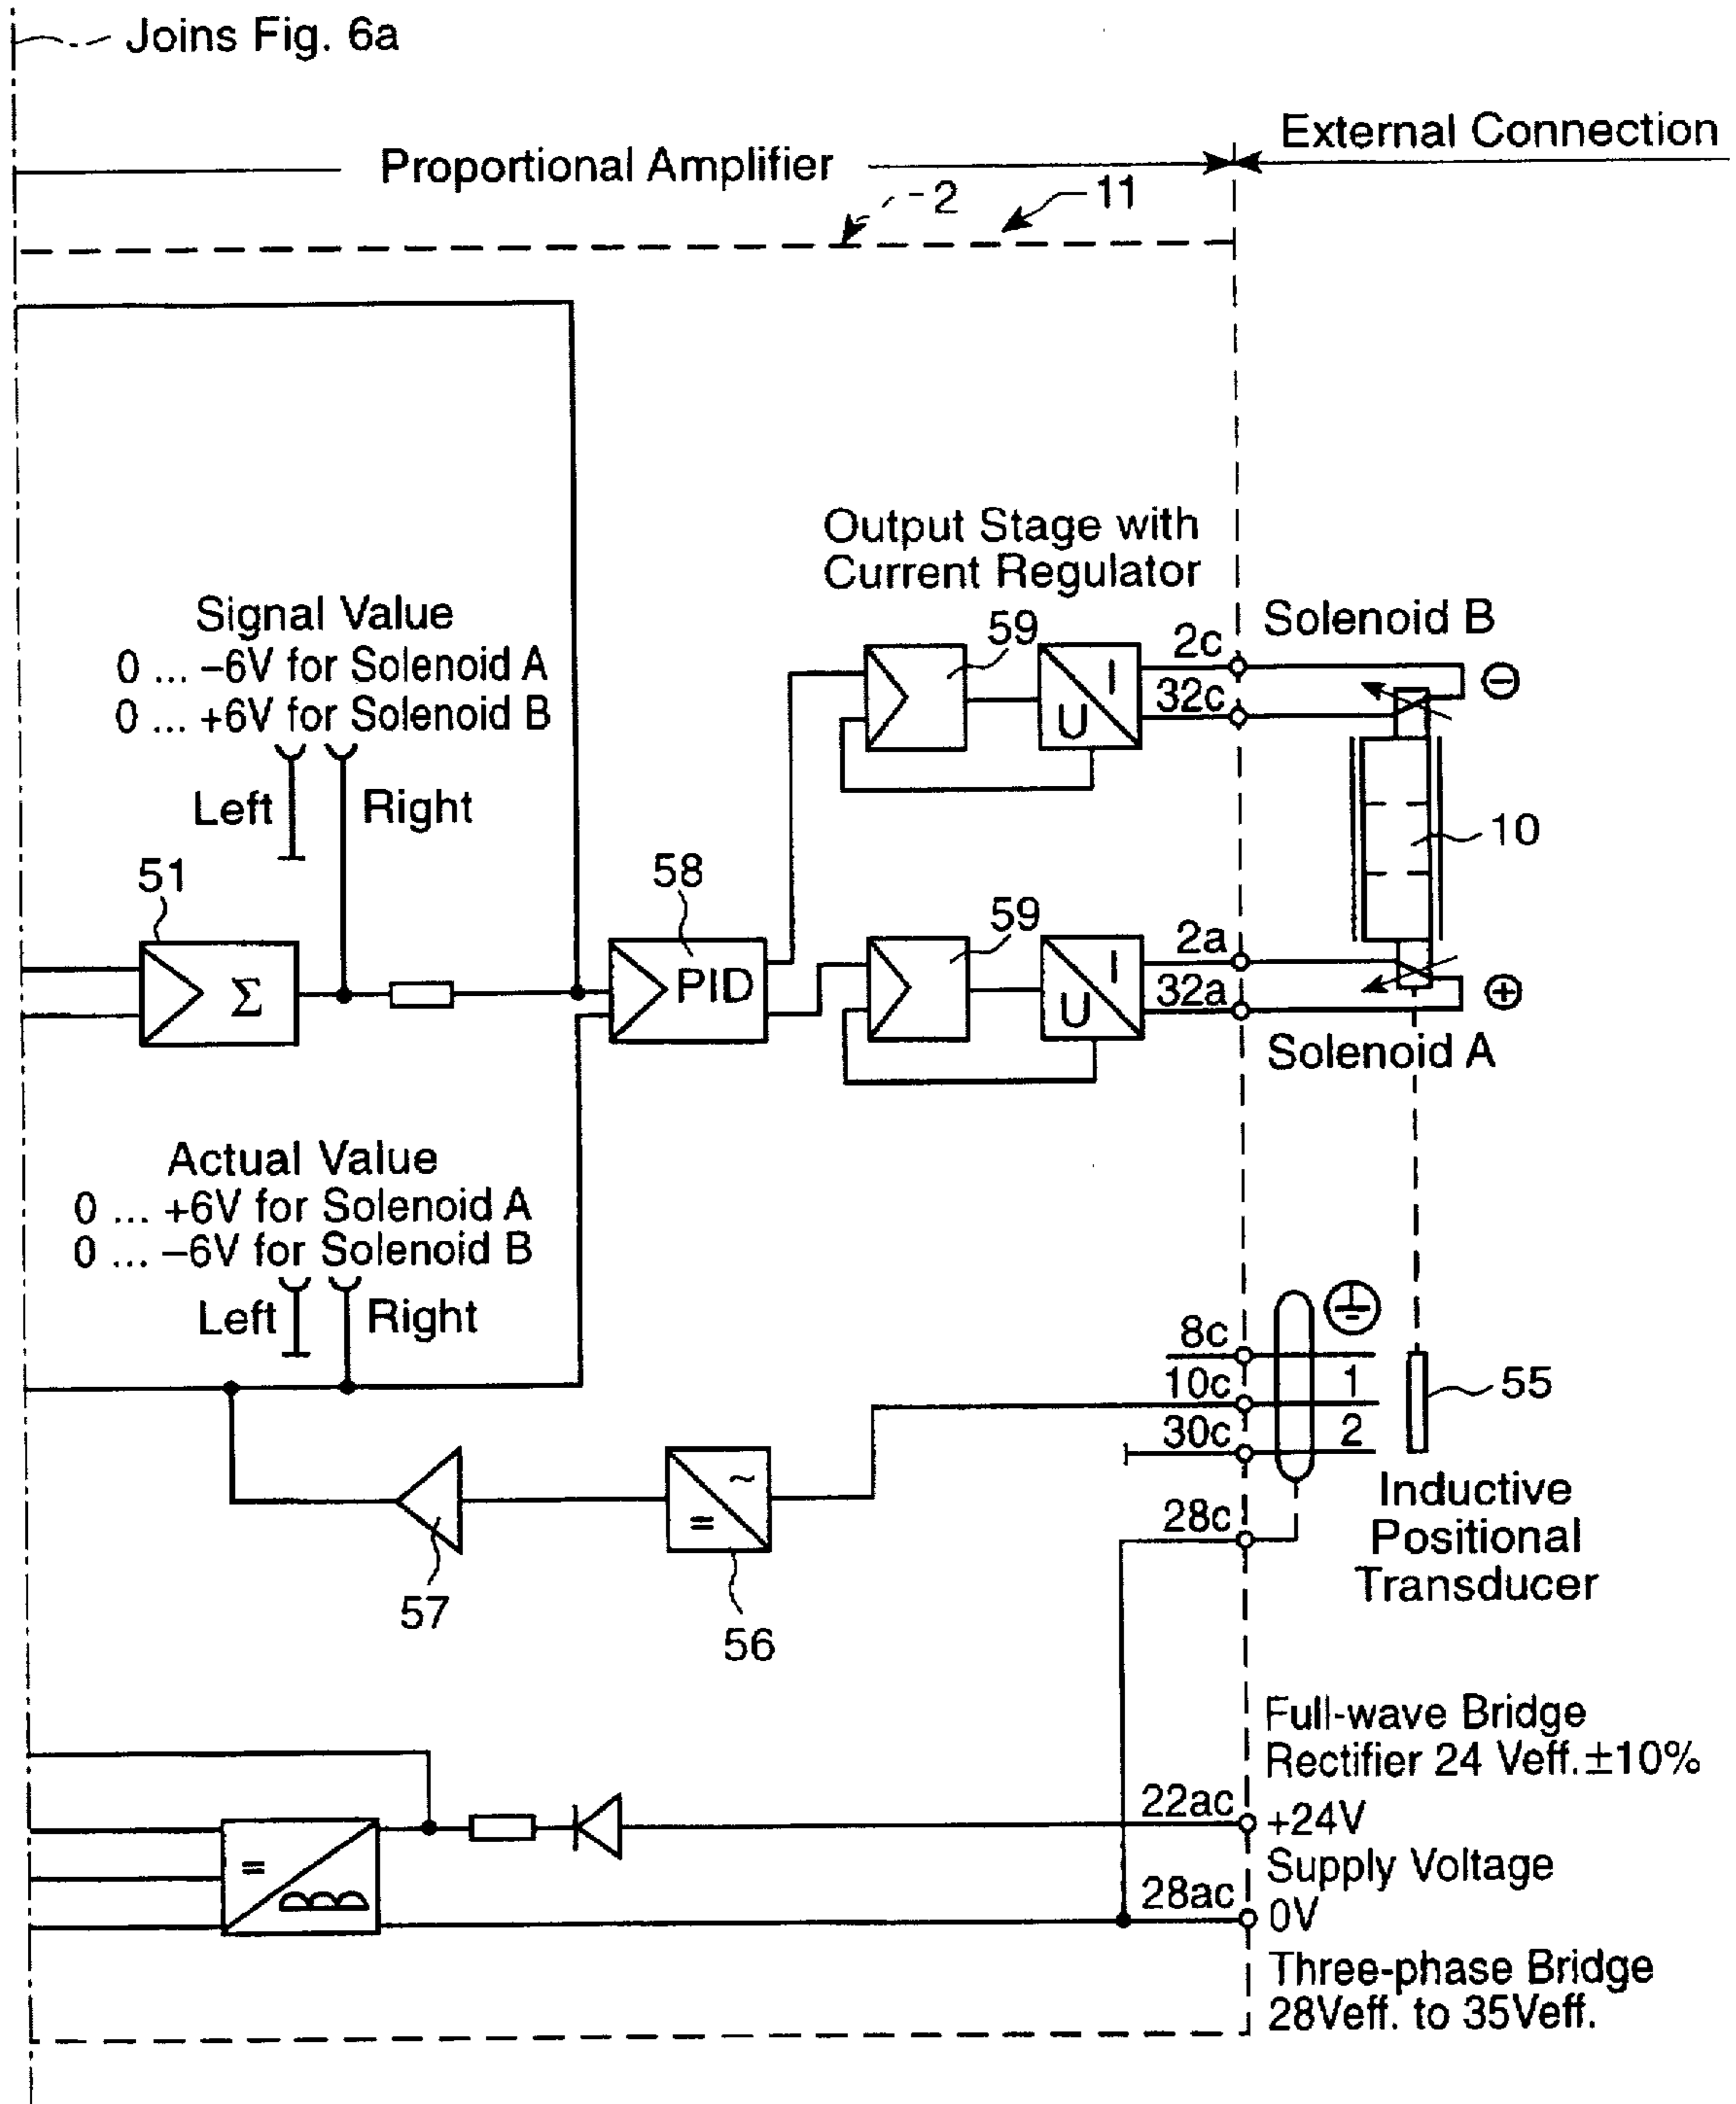 Joins Fig. 6a
External Connection
Proportional Amplifier
2
11
Output Stage with
Current Regulator
Signal Value
0 ... –6V for Solenoid A
0 ... +6V for Solenoid B
Left
Right
59
2c
Solenoid B
I
U
32c
–
10
51
Σ
58
PID
59
2a
I
U
32a
+
Solenoid A
Actual Value
0 ... +6V for Solenoid A
0 ... –6V for Solenoid B
Left
Right
8c
10c
1
30c
2
55
Inductive
Positional
Transducer
28c
~
=
57
56
Full-wave Bridge
Rectifier 24 Veff.±10%
22ac
+24V
Supply Voltage
=
28ac
0V
Three-phase Bridge
28Veff. to 35Veff.